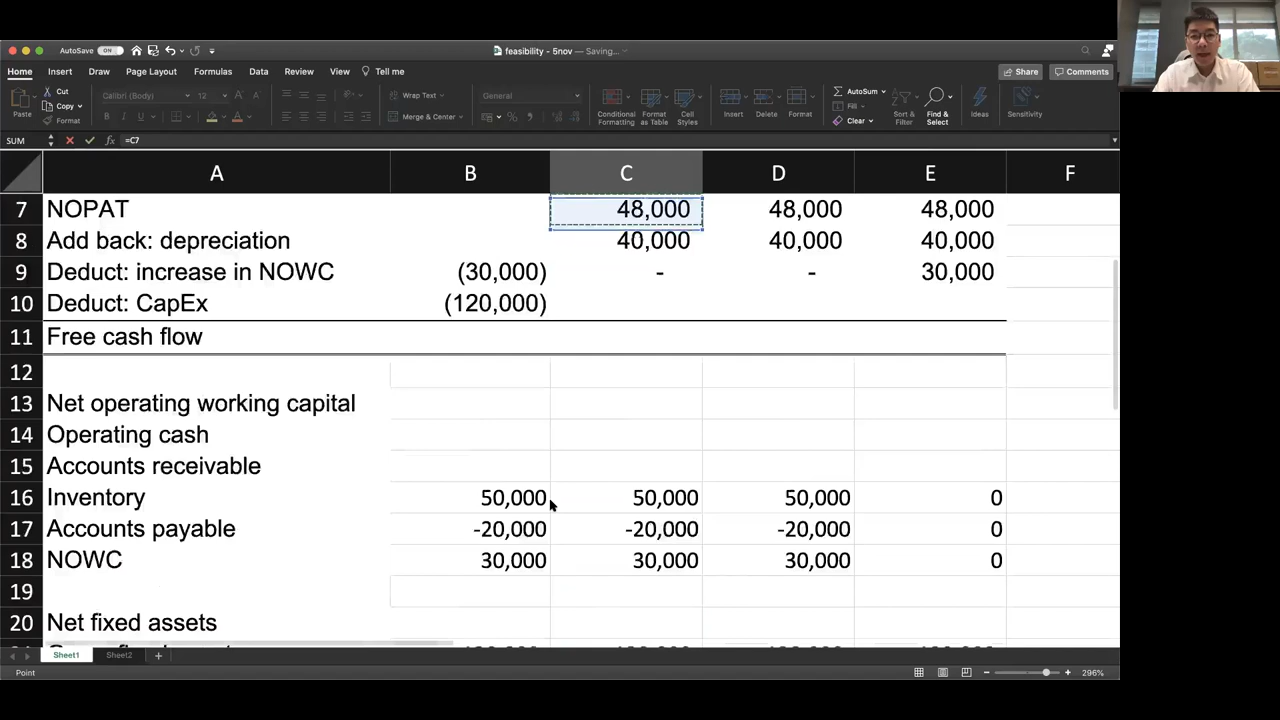 AutoSave ON feasibility - 5nov — Saving...
Home Insert Draw Page Layout Formulas Data Review View Tell me Share Comments
Paste Cut Copy Format Calibri (Body) 12 Wrap Text Merge & Center General Conditional Formatting Format as Table Cell Styles Insert Delete Format AutoSum Fill Clear Sort & Filter Find & Select Ideas Sensitivity
SUM fx =C7
A B C D E F
7 NOPAT 48,000 48,000 48,000
8 Add back: depreciation 40,000 40,000 40,000
9 Deduct: increase in NOWC (30,000) - - 30,000
10 Deduct: CapEx (120,000)
11 Free cash flow
12
13 Net operating working capital
14 Operating cash
15 Accounts receivable
16 Inventory 50,000 50,000 50,000 0
17 Accounts payable -20,000 -20,000 -20,000 0
18 NOWC 30,000 30,000 30,000 0
19
20 Net fixed assets
Sheet1 Sheet2 +
Point 296%